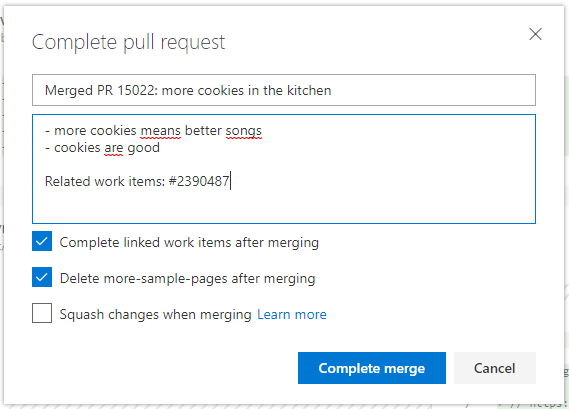 Complete pull request
Merged PR 15022: more cookies in the kitchen
- more cookies means better songs
- cookies are good
Related work items: #2390487
Complete linked work items after merging
Delete more-sample-pages after merging
Squash changes when merging Learn more
Complete merge Cancel